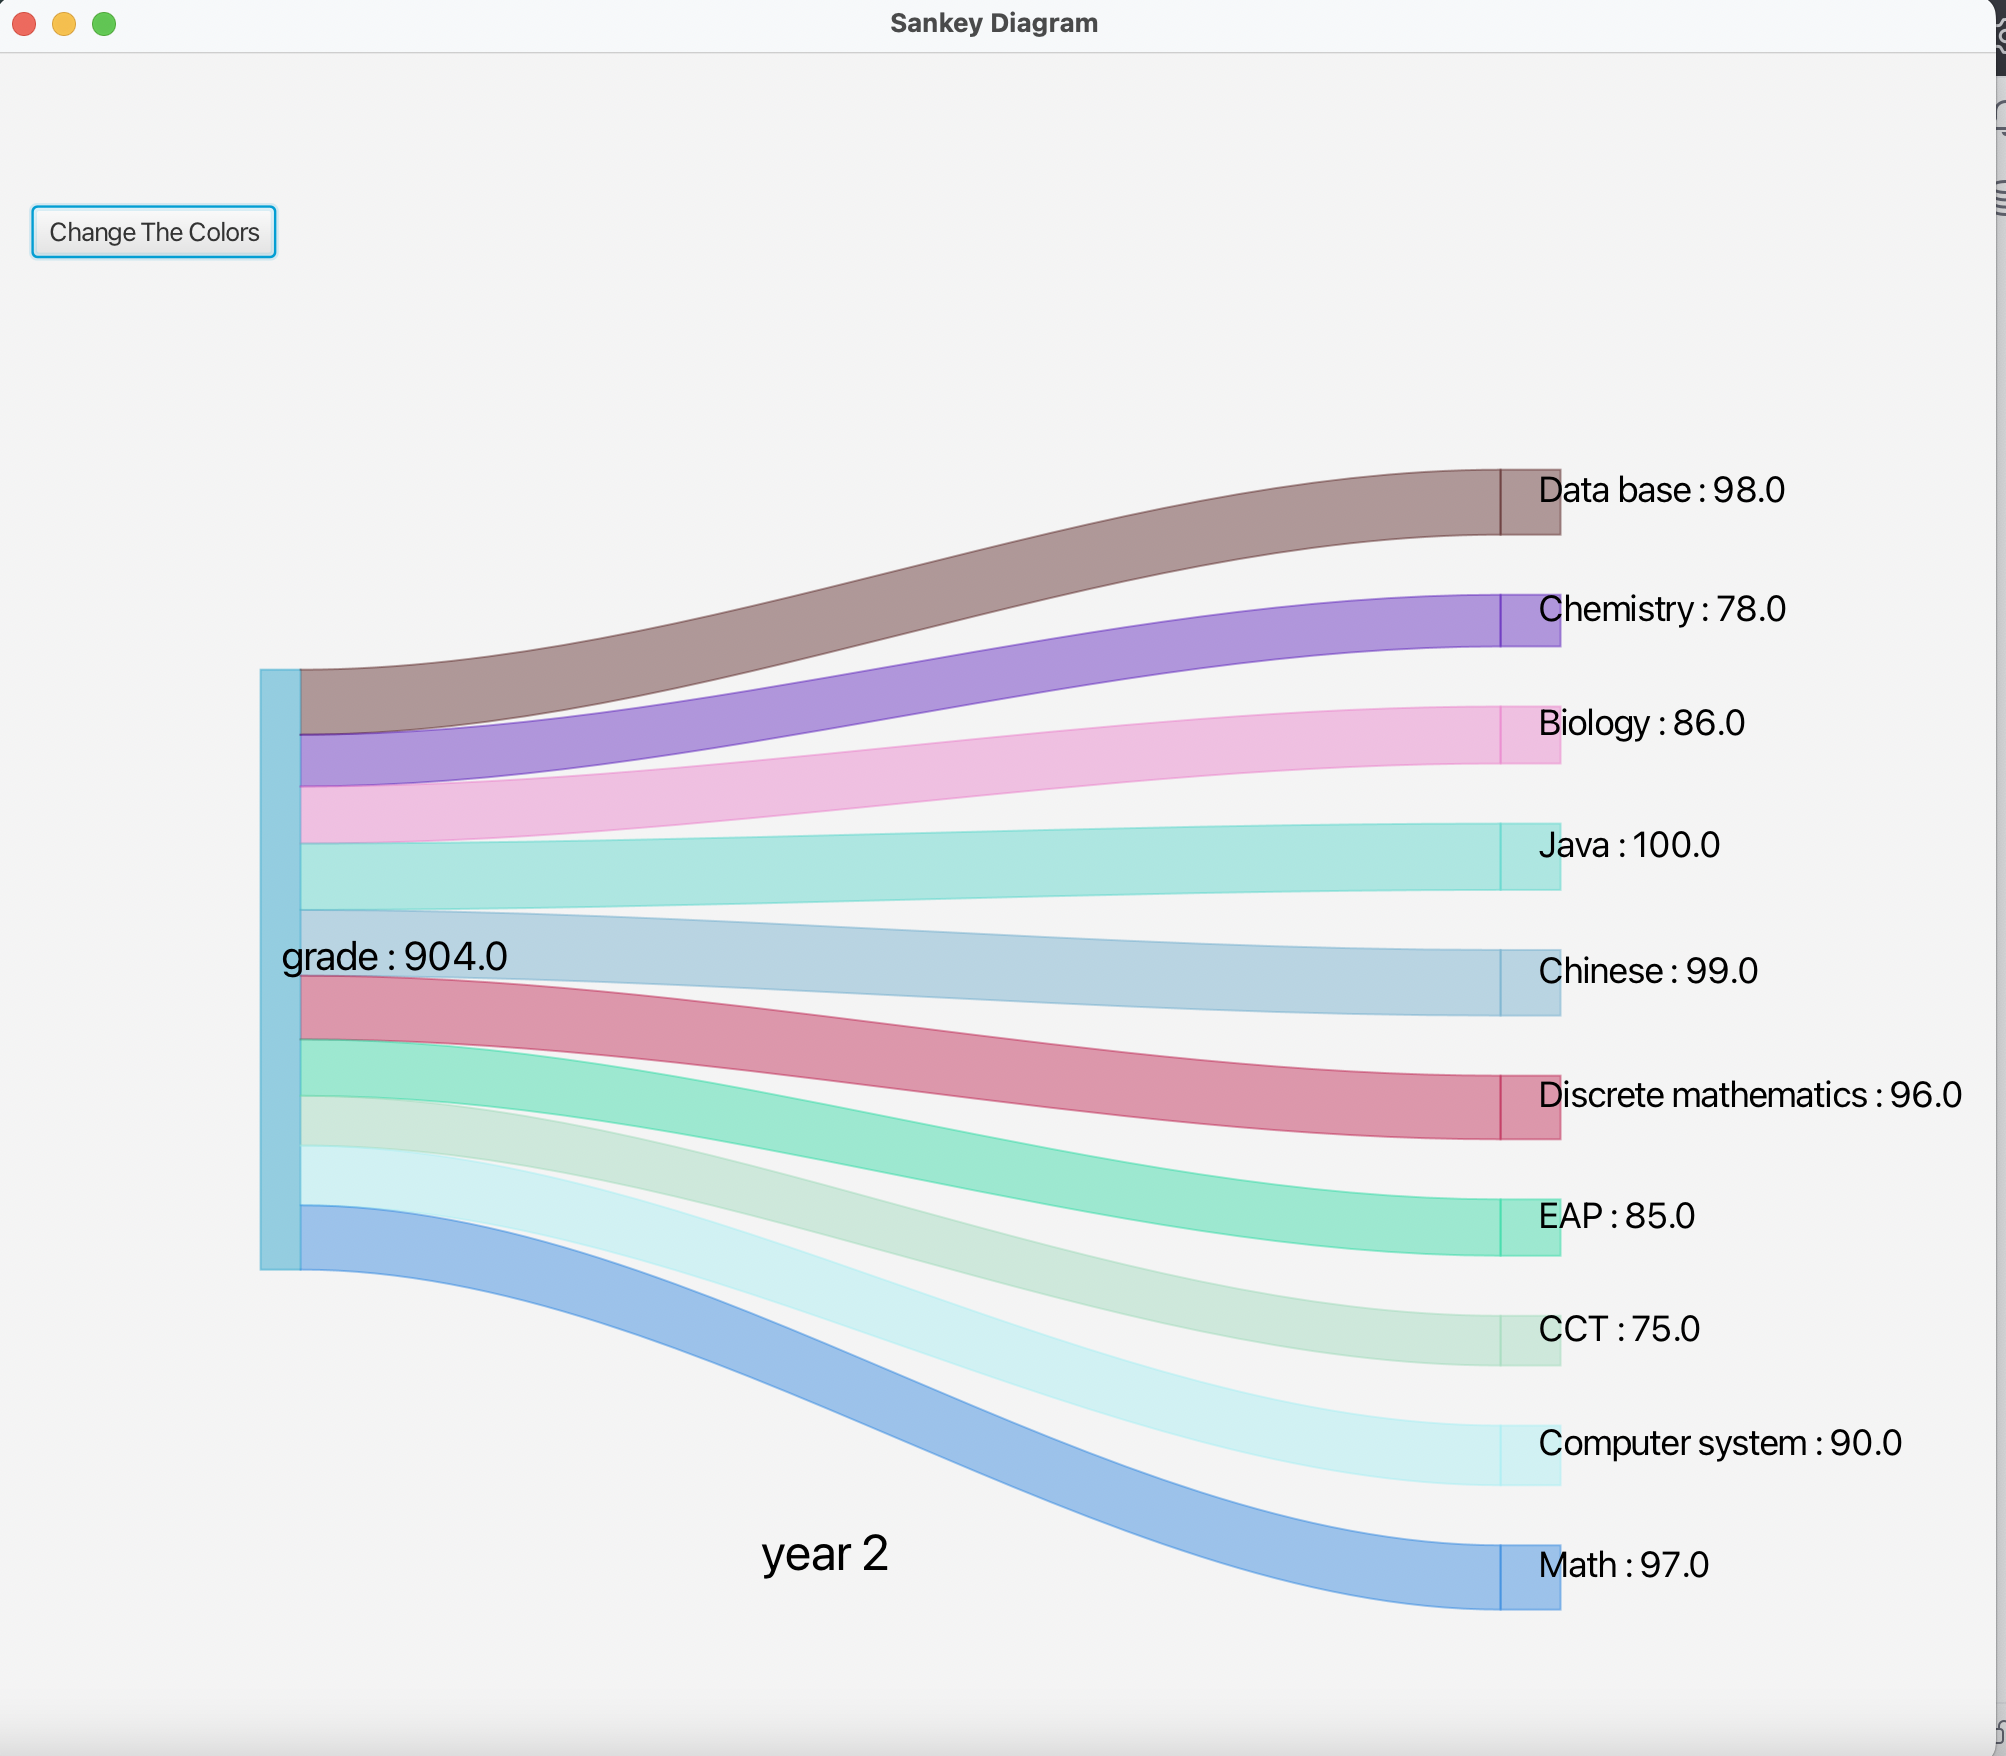 Sankey Diagram
Change The Colors
Data base : 98.0
Chemistry : 78.0
Biology : 86.0
Java : 100.0
grade : 904.0
Chinese : 99.0
Discrete mathematics : 96.0
EAP : 85.0
CCT : 75.0
Computer system : 90.0
year 2
Math : 97.0